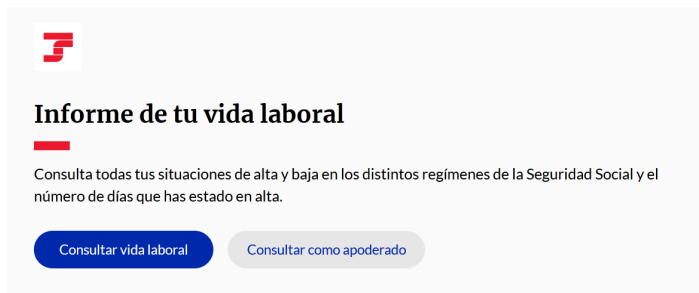 Informe de tu vida laboral
Consulta todas tus situaciones de alta y baja en los distintos regímenes de la Seguridad Social y el
número de días que has estado en alta.
Consultar vida laboral
Consultar como apoderado